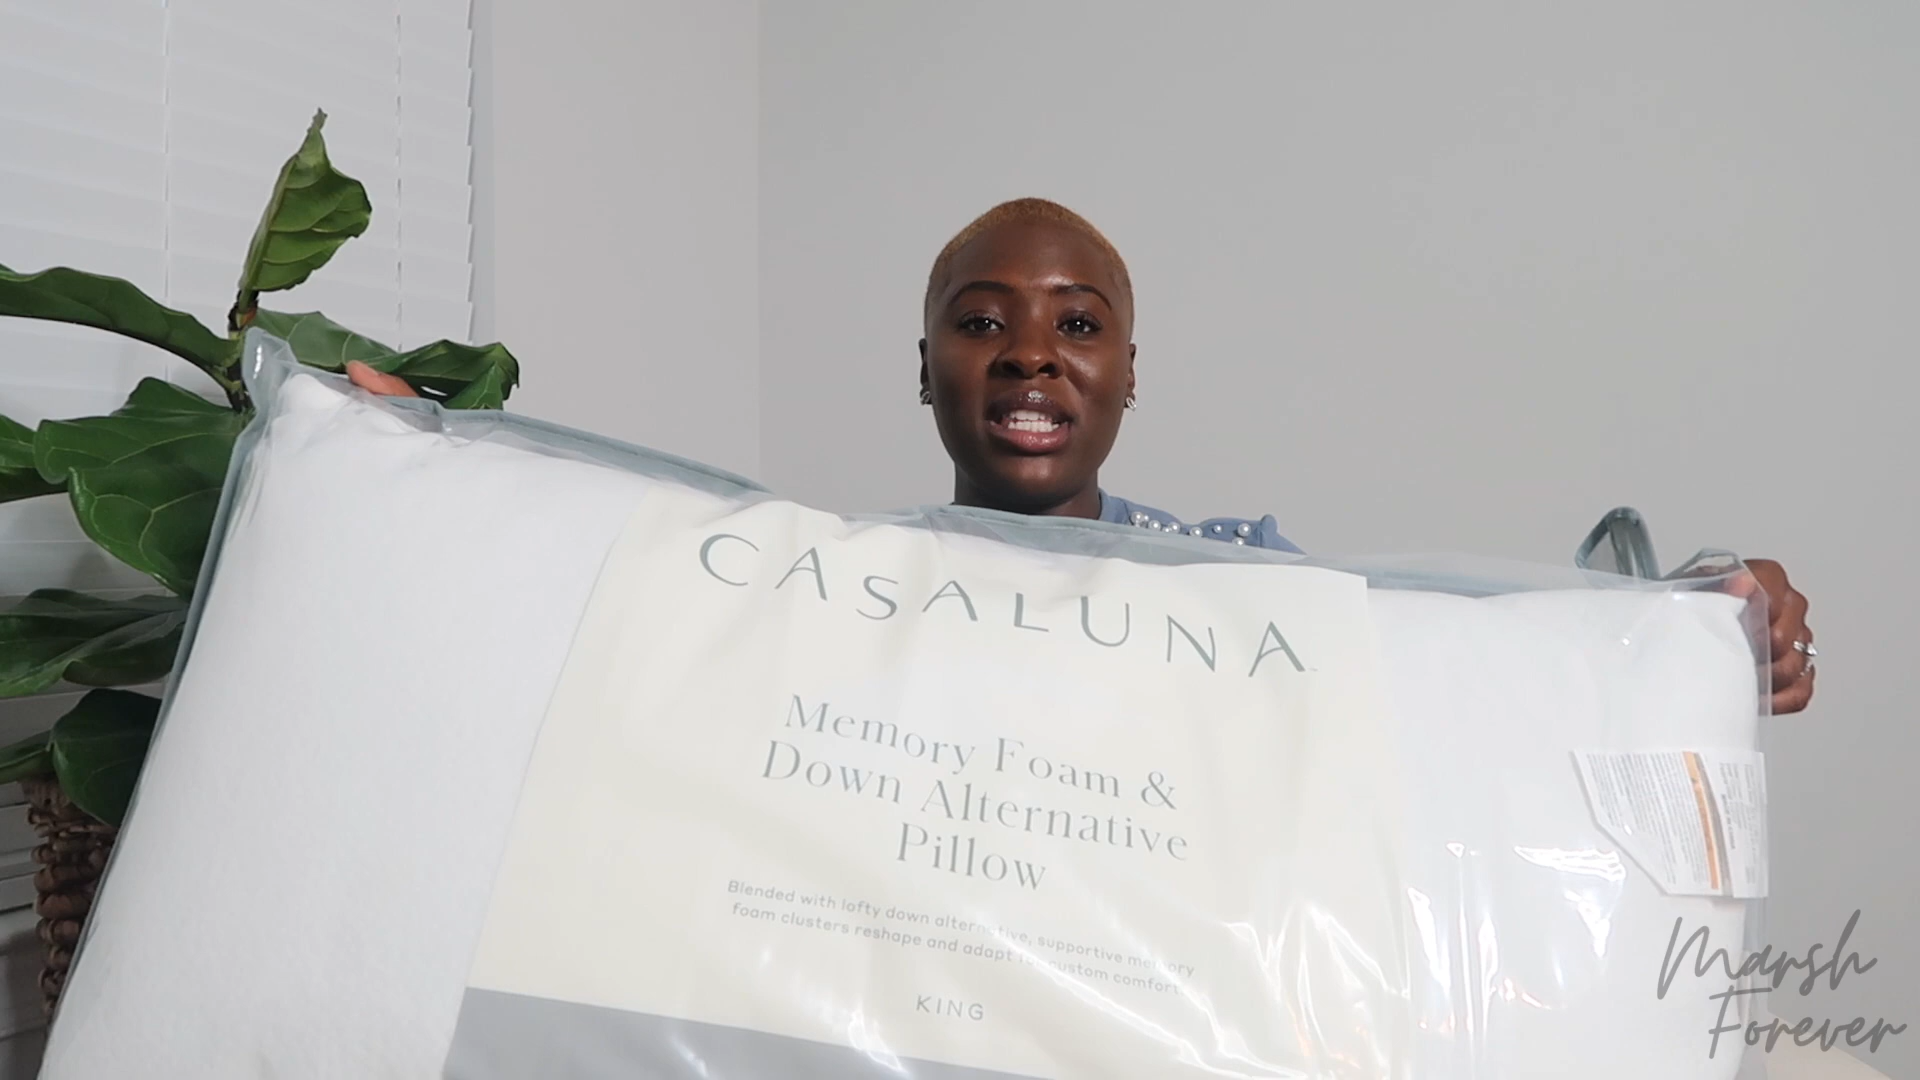 CASALUNA
Memory Foam &
Down Alternative
Pillow
Blended with lofty down alternative, supportive memory
foam clusters reshape and adapt for custom comfort.
KING
Marsh
Forever